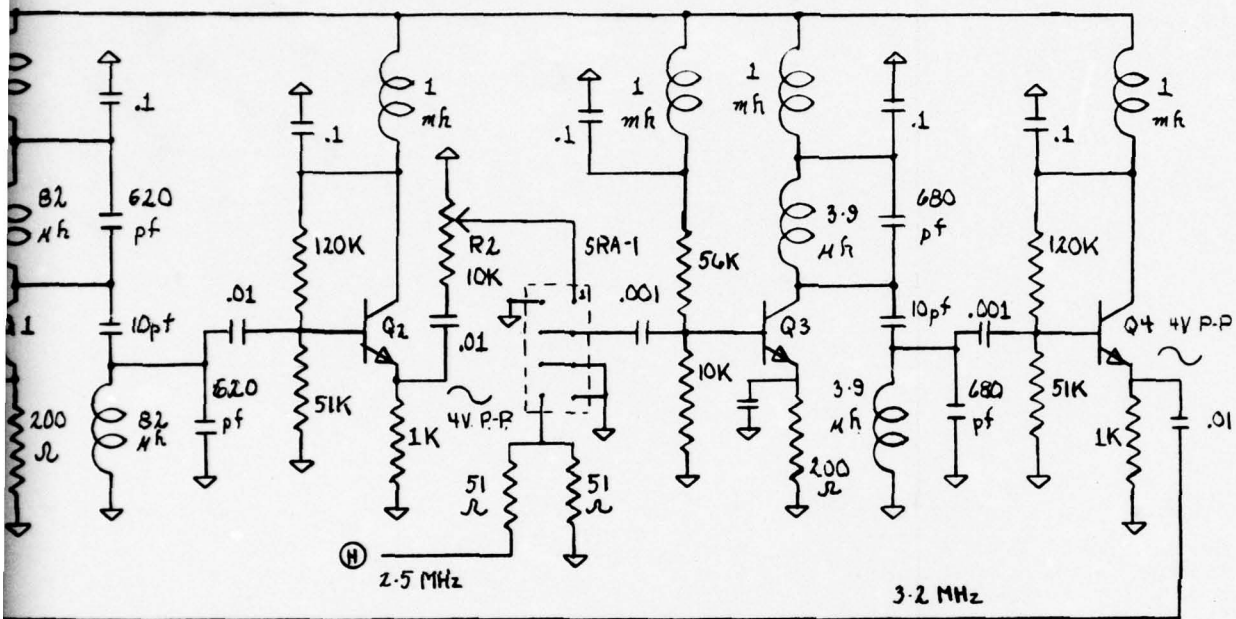 .1
82
μh
620
pf
10pf
1
200
Ω
82
μh
620
pf
.01
.1
120K
51K
1
mh
Q2
1K
R2
10K
.01
4V P-P
SRA-1
1
51
Ω
51
Ω
N
2.5 MHz
.001
.1
1
mh
56K
10K
1
mh
3.9
μh
Q3
200
Ω
.1
680
pf
10pf
3.9
μh
680
pf
.001
.1
120K
51K
1
mh
Q4
4V P-P
1K
.01
3.2 MHz